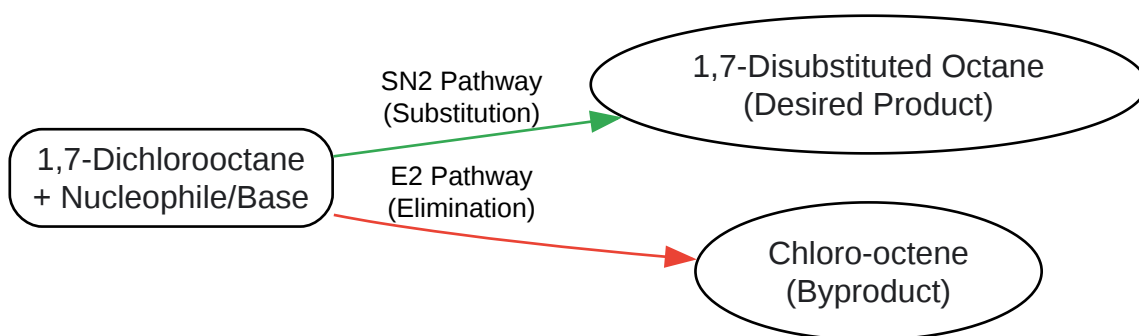 1,7-Dichlorooctane
+ Nucleophile/Base
SN2 Pathway
(Substitution)
1,7-Disubstituted Octane
(Desired Product)
E2 Pathway
(Elimination)
Chloro-octene
(Byproduct)